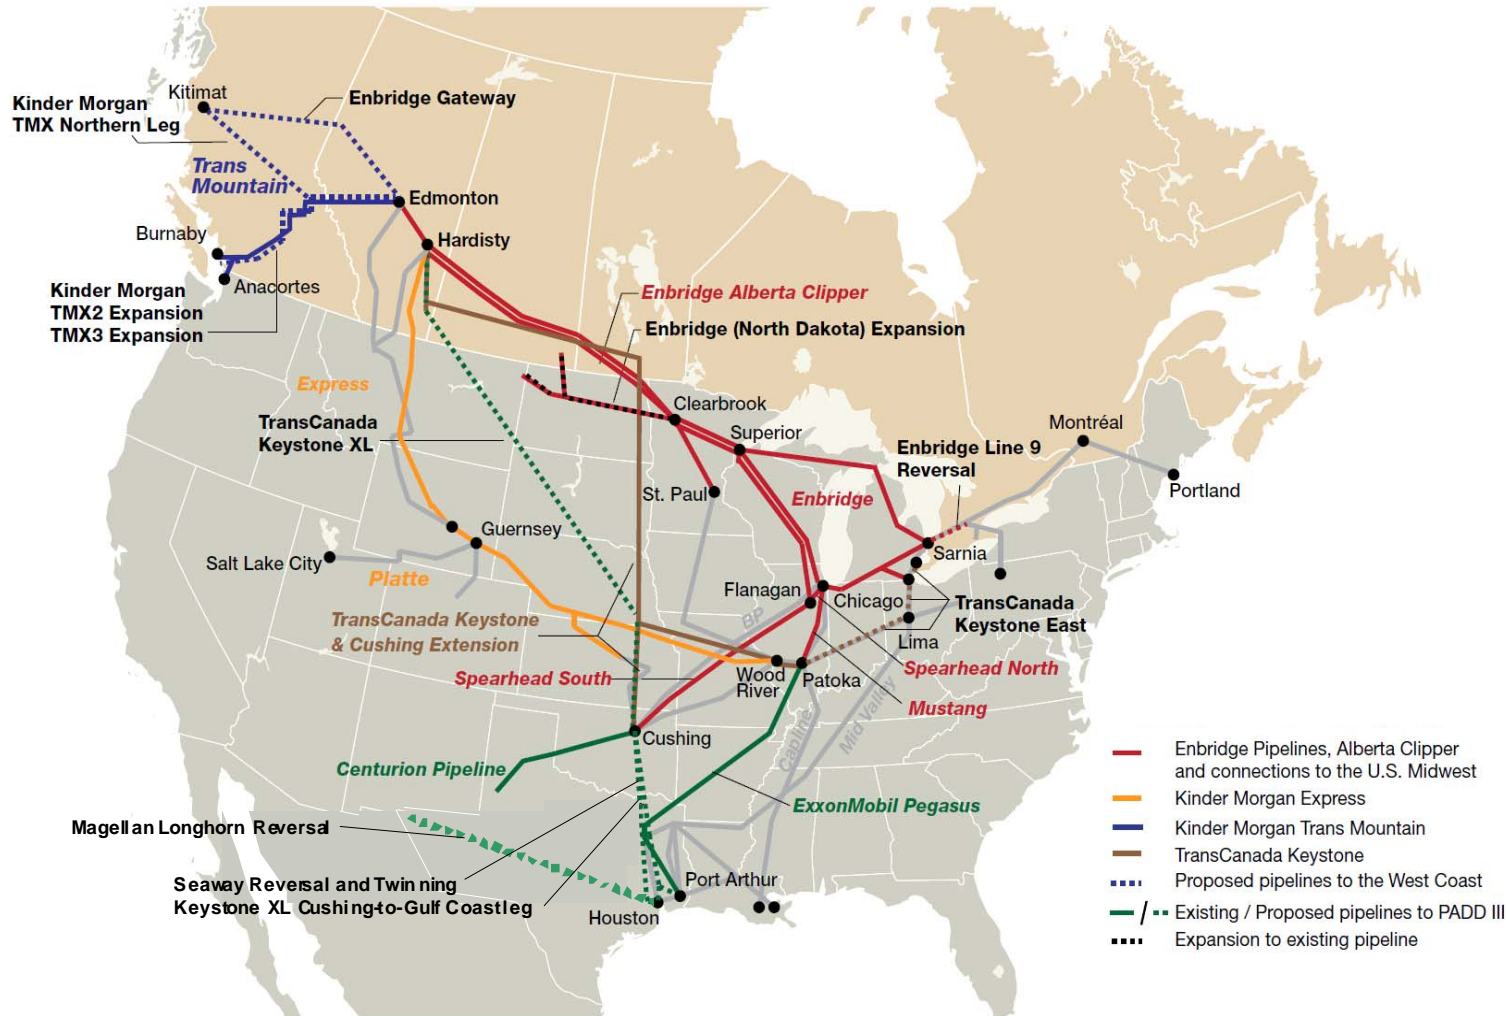 Kitimat
Kinder Morgan
TMX Northern Leg
Enbridge Gateway
Trans
Mountain
Edmonton
Burnaby
Hardisty
Anacortes
Kinder Morgan
TMX2 Expansion
TMX3 Expansion
Enbridge Alberta Clipper
Enbridge (North Dakota) Expansion
Express
TransCanada
Keystone XL
Clearbrook
Superior
Montréal
Enbridge Line 9
Reversal
St. Paul
Enbridge
Portland
Guernsey
Salt Lake City
Sarnia
Platte
Flanagan
Chicago
TransCanada
Keystone East
BP
TransCanada Keystone
& Cushing Extension
Lima
Spearhead South
Wood
River
Patoka
Spearhead North
Mustang
Capline
Mid Valley
Cushing
Centurion Pipeline
ExxonMobil Pegasus
Magellan Longhorn Reversal
Seaway Reversal and Twinning
Keystone XL Cushing-to-Gulf Coast leg
Port Arthur
Houston
Enbridge Pipelines, Alberta Clipper
and connections to the U.S. Midwest
Kinder Morgan Express
Kinder Morgan Trans Mountain
TransCanada Keystone
Proposed pipelines to the West Coast
/ Existing / Proposed pipelines to PADD III
Expansion to existing pipeline